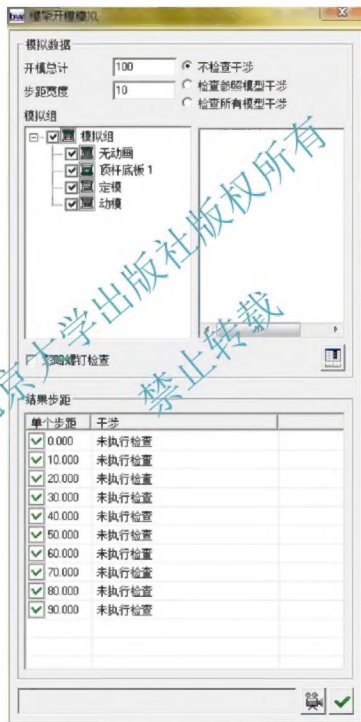 模架开模模拟
模拟数据
开模总计 100 不检查干涉
步距宽度 10 检查参照模型干涉
检查所有模型干涉
模拟组
模拟组
无动画
顶杆底板 1
定模
动模
忽略螺钉检查
结果步距
单个步距 干涉
0.000 未执行检查
10.000 未执行检查
20.000 未执行检查
30.000 未执行检查
40.000 未执行检查
50.000 未执行检查
60.000 未执行检查
70.000 未执行检查
80.000 未执行检查
90.000 未执行检查
北京大学出版社版权所有
禁止转载